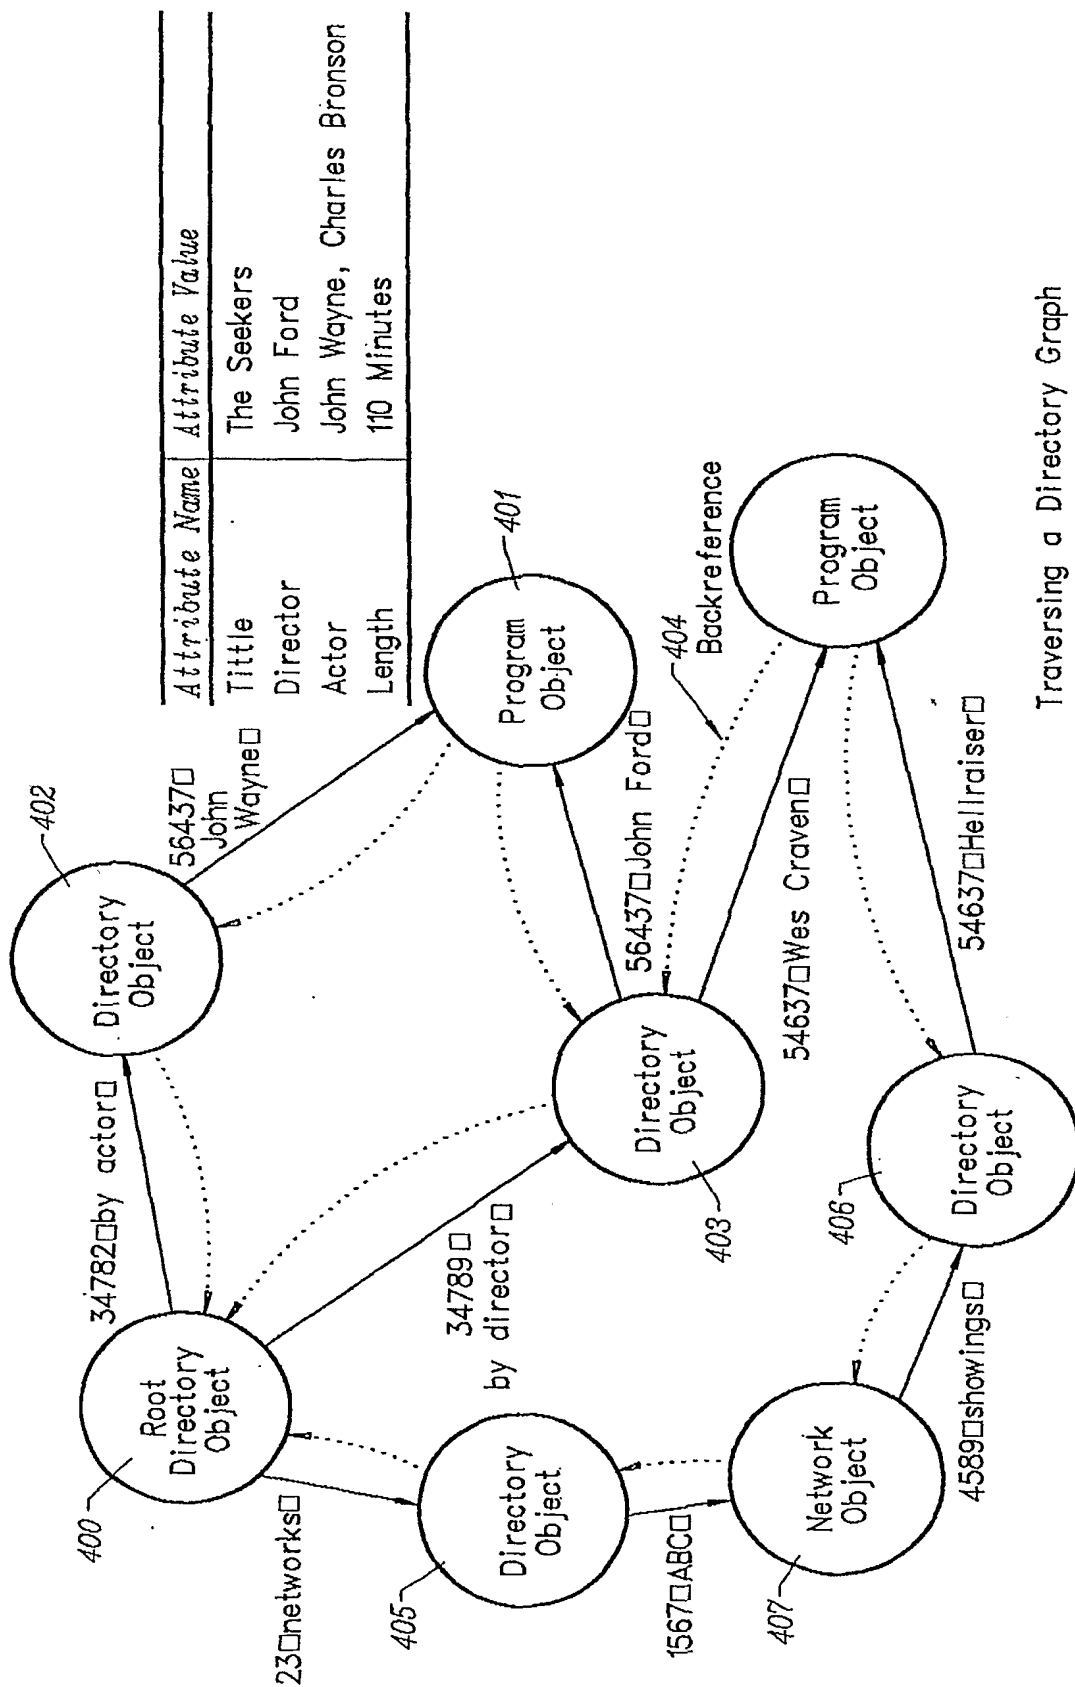 Attribute Name Attribute Value
Tittle The Seekers
Director John Ford
Actor John Wayne, Charles Bronson
Length 110 Minutes
402
Directory
Object
56437□
John
Wayne□
34782□by actor□
400
Root
Directory
Object
401
Program
Object
23□networks□
34789□
by director□
56437□John Ford□
404
Backreference
405
Directory
Object
403
Directory
Object
1567□ABC□
54637□Wes Craven□
Program
Object
407
Network
Object
406
Directory
Object
4589□showings□
54637□Hellraiser□
Traversing a Directory Graph